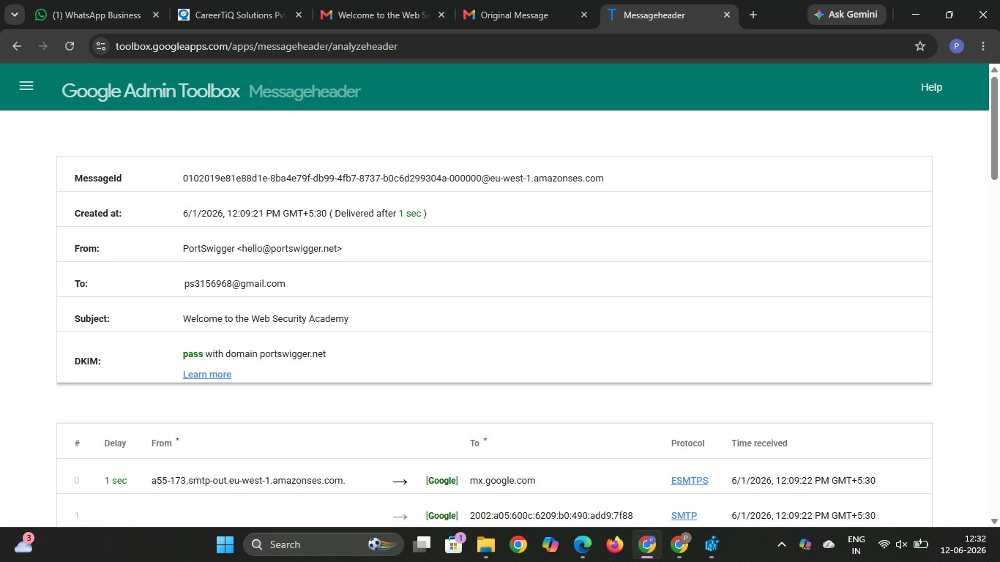 (1) WhatsApp Business
CareerTiQ Solutions Pvt
Welcome to the Web Se
Original Message
Messageheader
Ask Gemini
toolbox.googleapps.com/apps/messageheader/analyzeheader
P
Google Admin Toolbox Messageheader
Help
MessageId 0102019e81e88d1e-8ba4e79f-db99-4fb7-8737-b0c6d299304a-000000@eu-west-1.amazonses.com
Created at: 6/1/2026, 12:09:21 PM GMT+5:30 ( Delivered after 1 sec )
From: PortSwigger <hello@portswigger.net>
To: ps3156968@gmail.com
Subject: Welcome to the Web Security Academy
DKIM: pass with domain portswigger.net
Learn more
# Delay From * To * Protocol Time received
0 1 sec a55-173.smtp-out.eu-west-1.amazonses.com. → [Google] mx.google.com ESMTPS 6/1/2026, 12:09:22 PM GMT+5:30
1 → [Google] 2002:a05:600c:6209:b0:490:add9:7f88 SMTP 6/1/2026, 12:09:22 PM GMT+5:30
3
Search
1
P
ENG
IN
12:32
12-06-2026